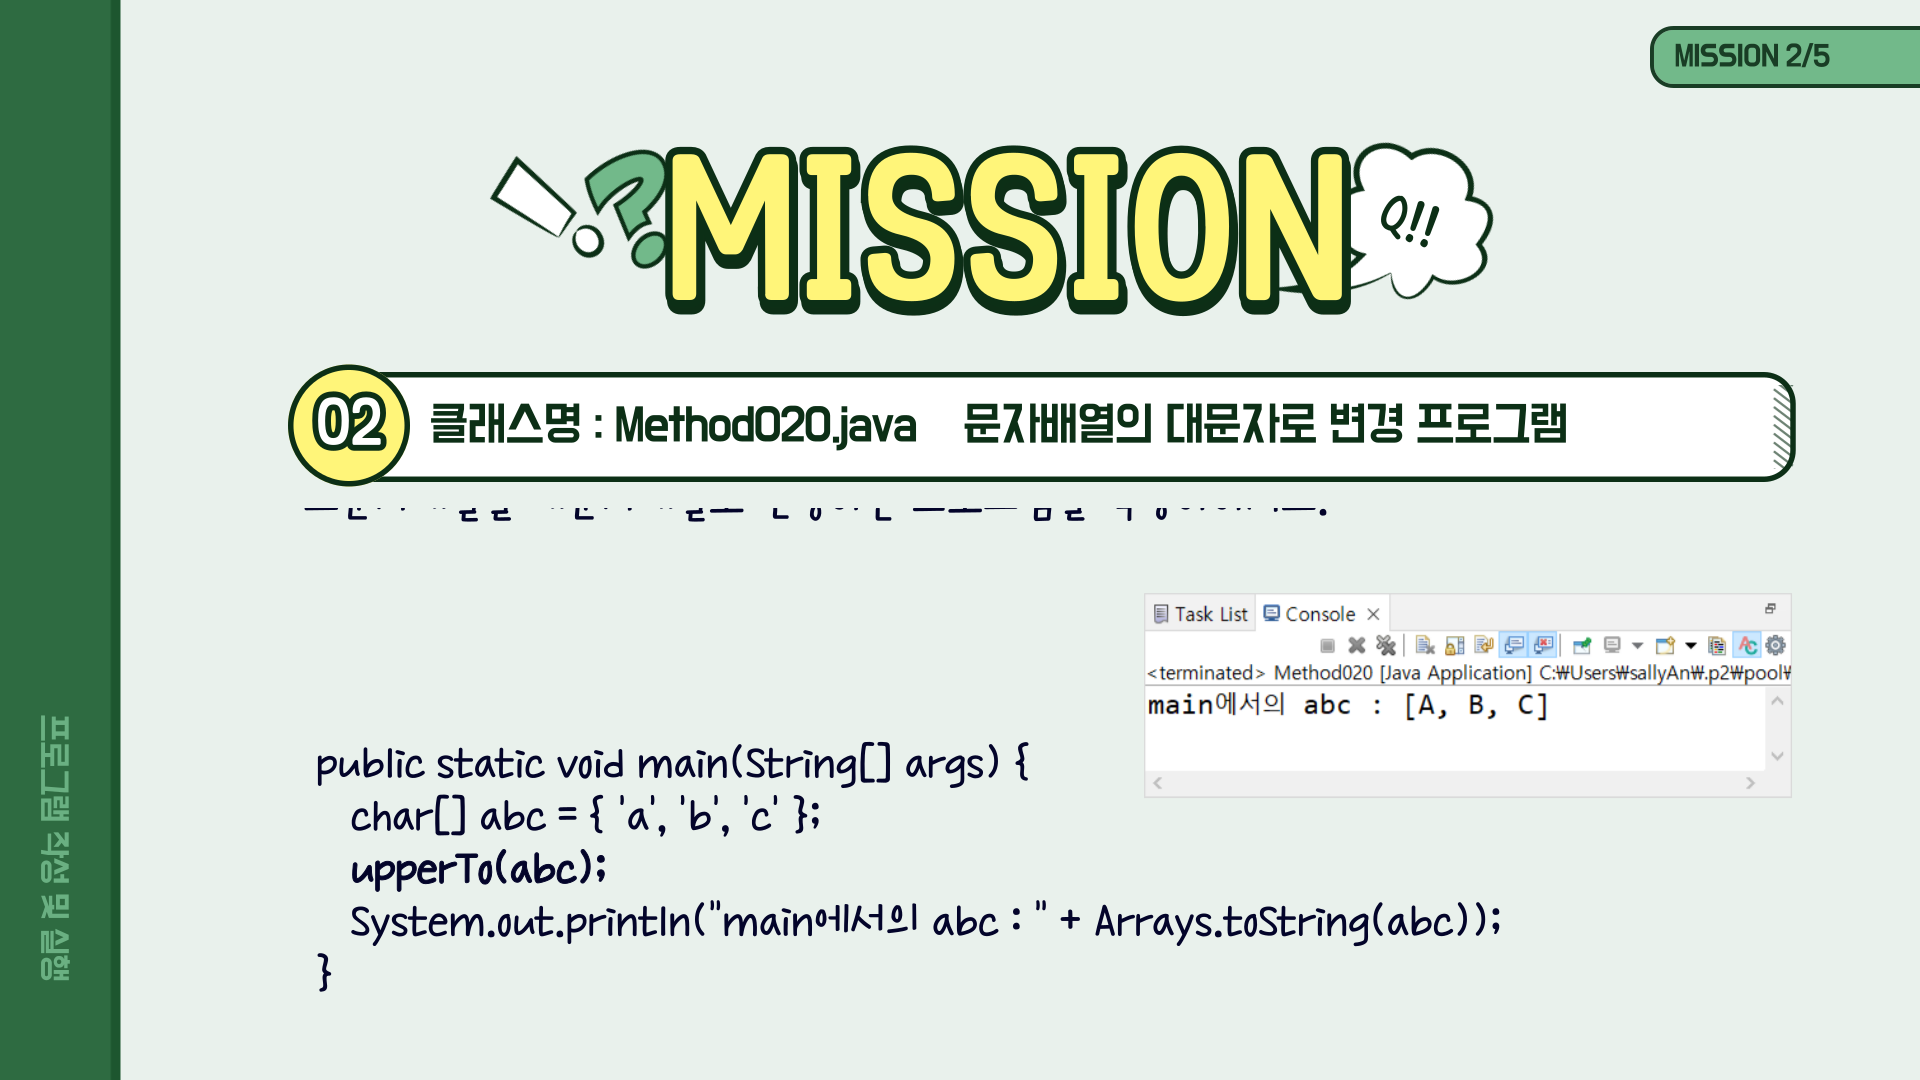 MISSION 2/5
MISSION
Q!!
02
클래스명 : Method020.java 문자배열의 대문자로 변경 프로그램
Task List
Console
<terminated> Method020 [Java Application] C:₩Users₩sallyAn₩.p2₩pool₩
main에서의 abc : [A, B, C]
public static void main(String[] args) {
char[] abc = { 'a', 'b', 'c' };
upperTo(abc);
System.out.println("main에서의 abc : " + Arrays.toString(abc));
}
프로그램 작성 및 실행